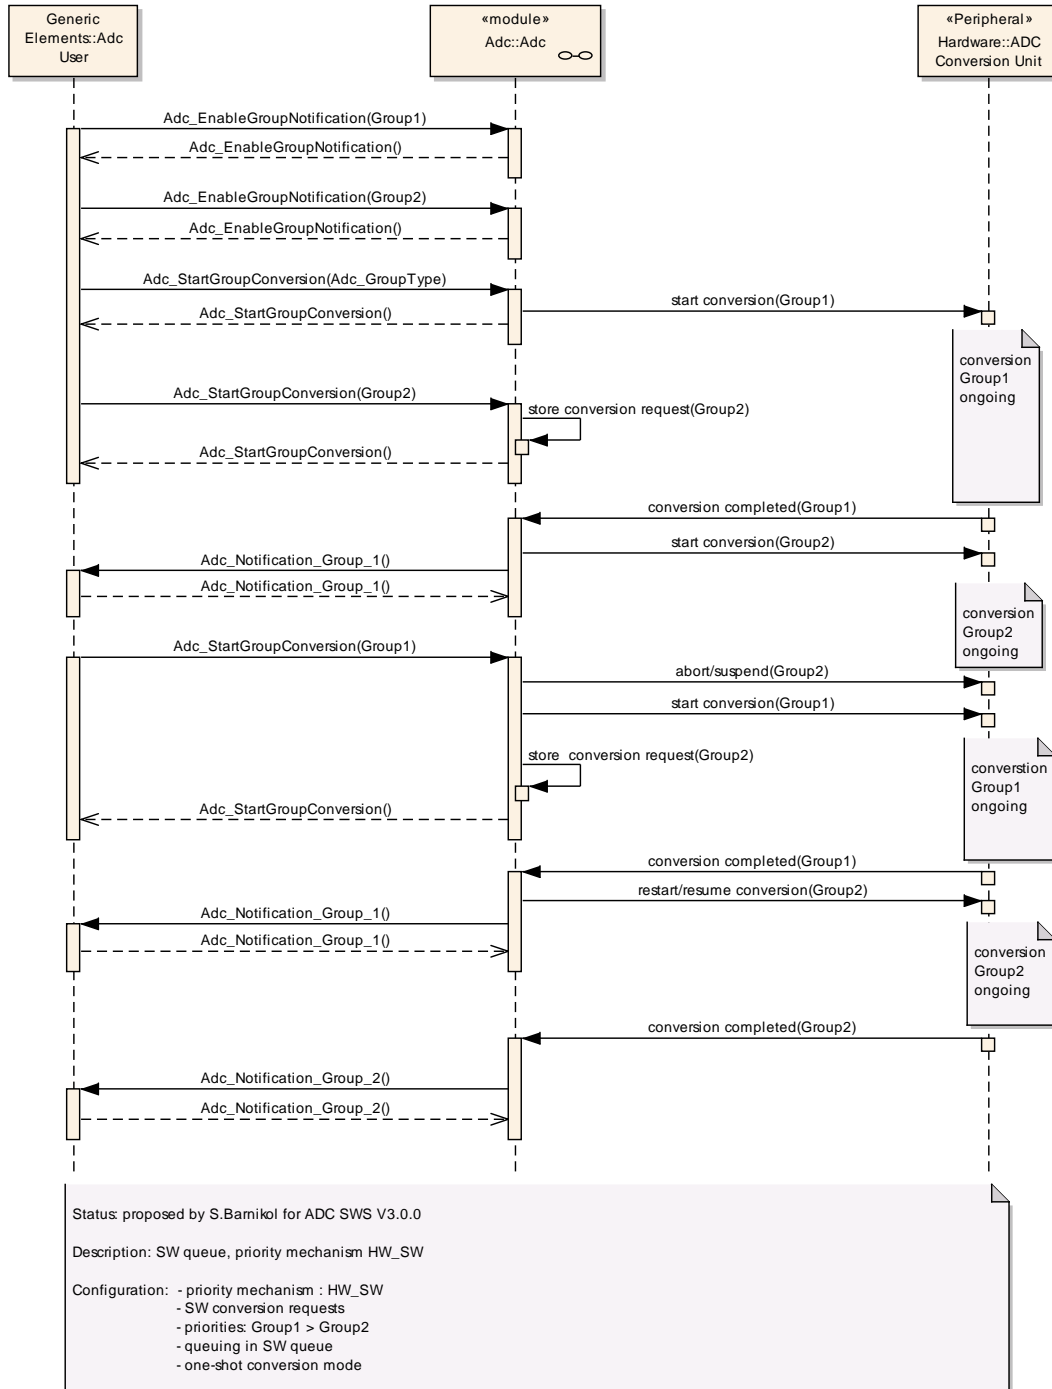 Generic
Elements::Adc
User
«module»
Adc::Adc
«Peripheral»
Hardware::ADC
Conversion Unit
Adc_EnableGroupNotification(Group1)
Adc_EnableGroupNotification()
Adc_EnableGroupNotification(Group2)
Adc_EnableGroupNotification()
Adc_StartGroupConversion(Adc_GroupType)
start conversion(Group1)
Adc_StartGroupConversion()
conversion
Group1
ongoing
Adc_StartGroupConversion(Group2)
store conversion request(Group2)
Adc_StartGroupConversion()
conversion completed(Group1)
start conversion(Group2)
Adc_Notification_Group_1()
Adc_Notification_Group_1()
conversion
Group2
ongoing
Adc_StartGroupConversion(Group1)
abort/suspend(Group2)
start conversion(Group1)
store  conversion request(Group2)
converstion
Group1
ongoing
Adc_StartGroupConversion()
conversion completed(Group1)
restart/resume conversion(Group2)
Adc_Notification_Group_1()
Adc_Notification_Group_1()
conversion
Group2
ongoing
conversion completed(Group2)
Adc_Notification_Group_2()
Adc_Notification_Group_2()
Status: proposed by S.Barnikol for ADC SWS V3.0.0
Description: SW queue, priority mechanism HW_SW
Configuration:  - priority mechanism : HW_SW
- SW conversion requests
- priorities: Group1 > Group2
- queuing in SW queue
- one-shot conversion mode